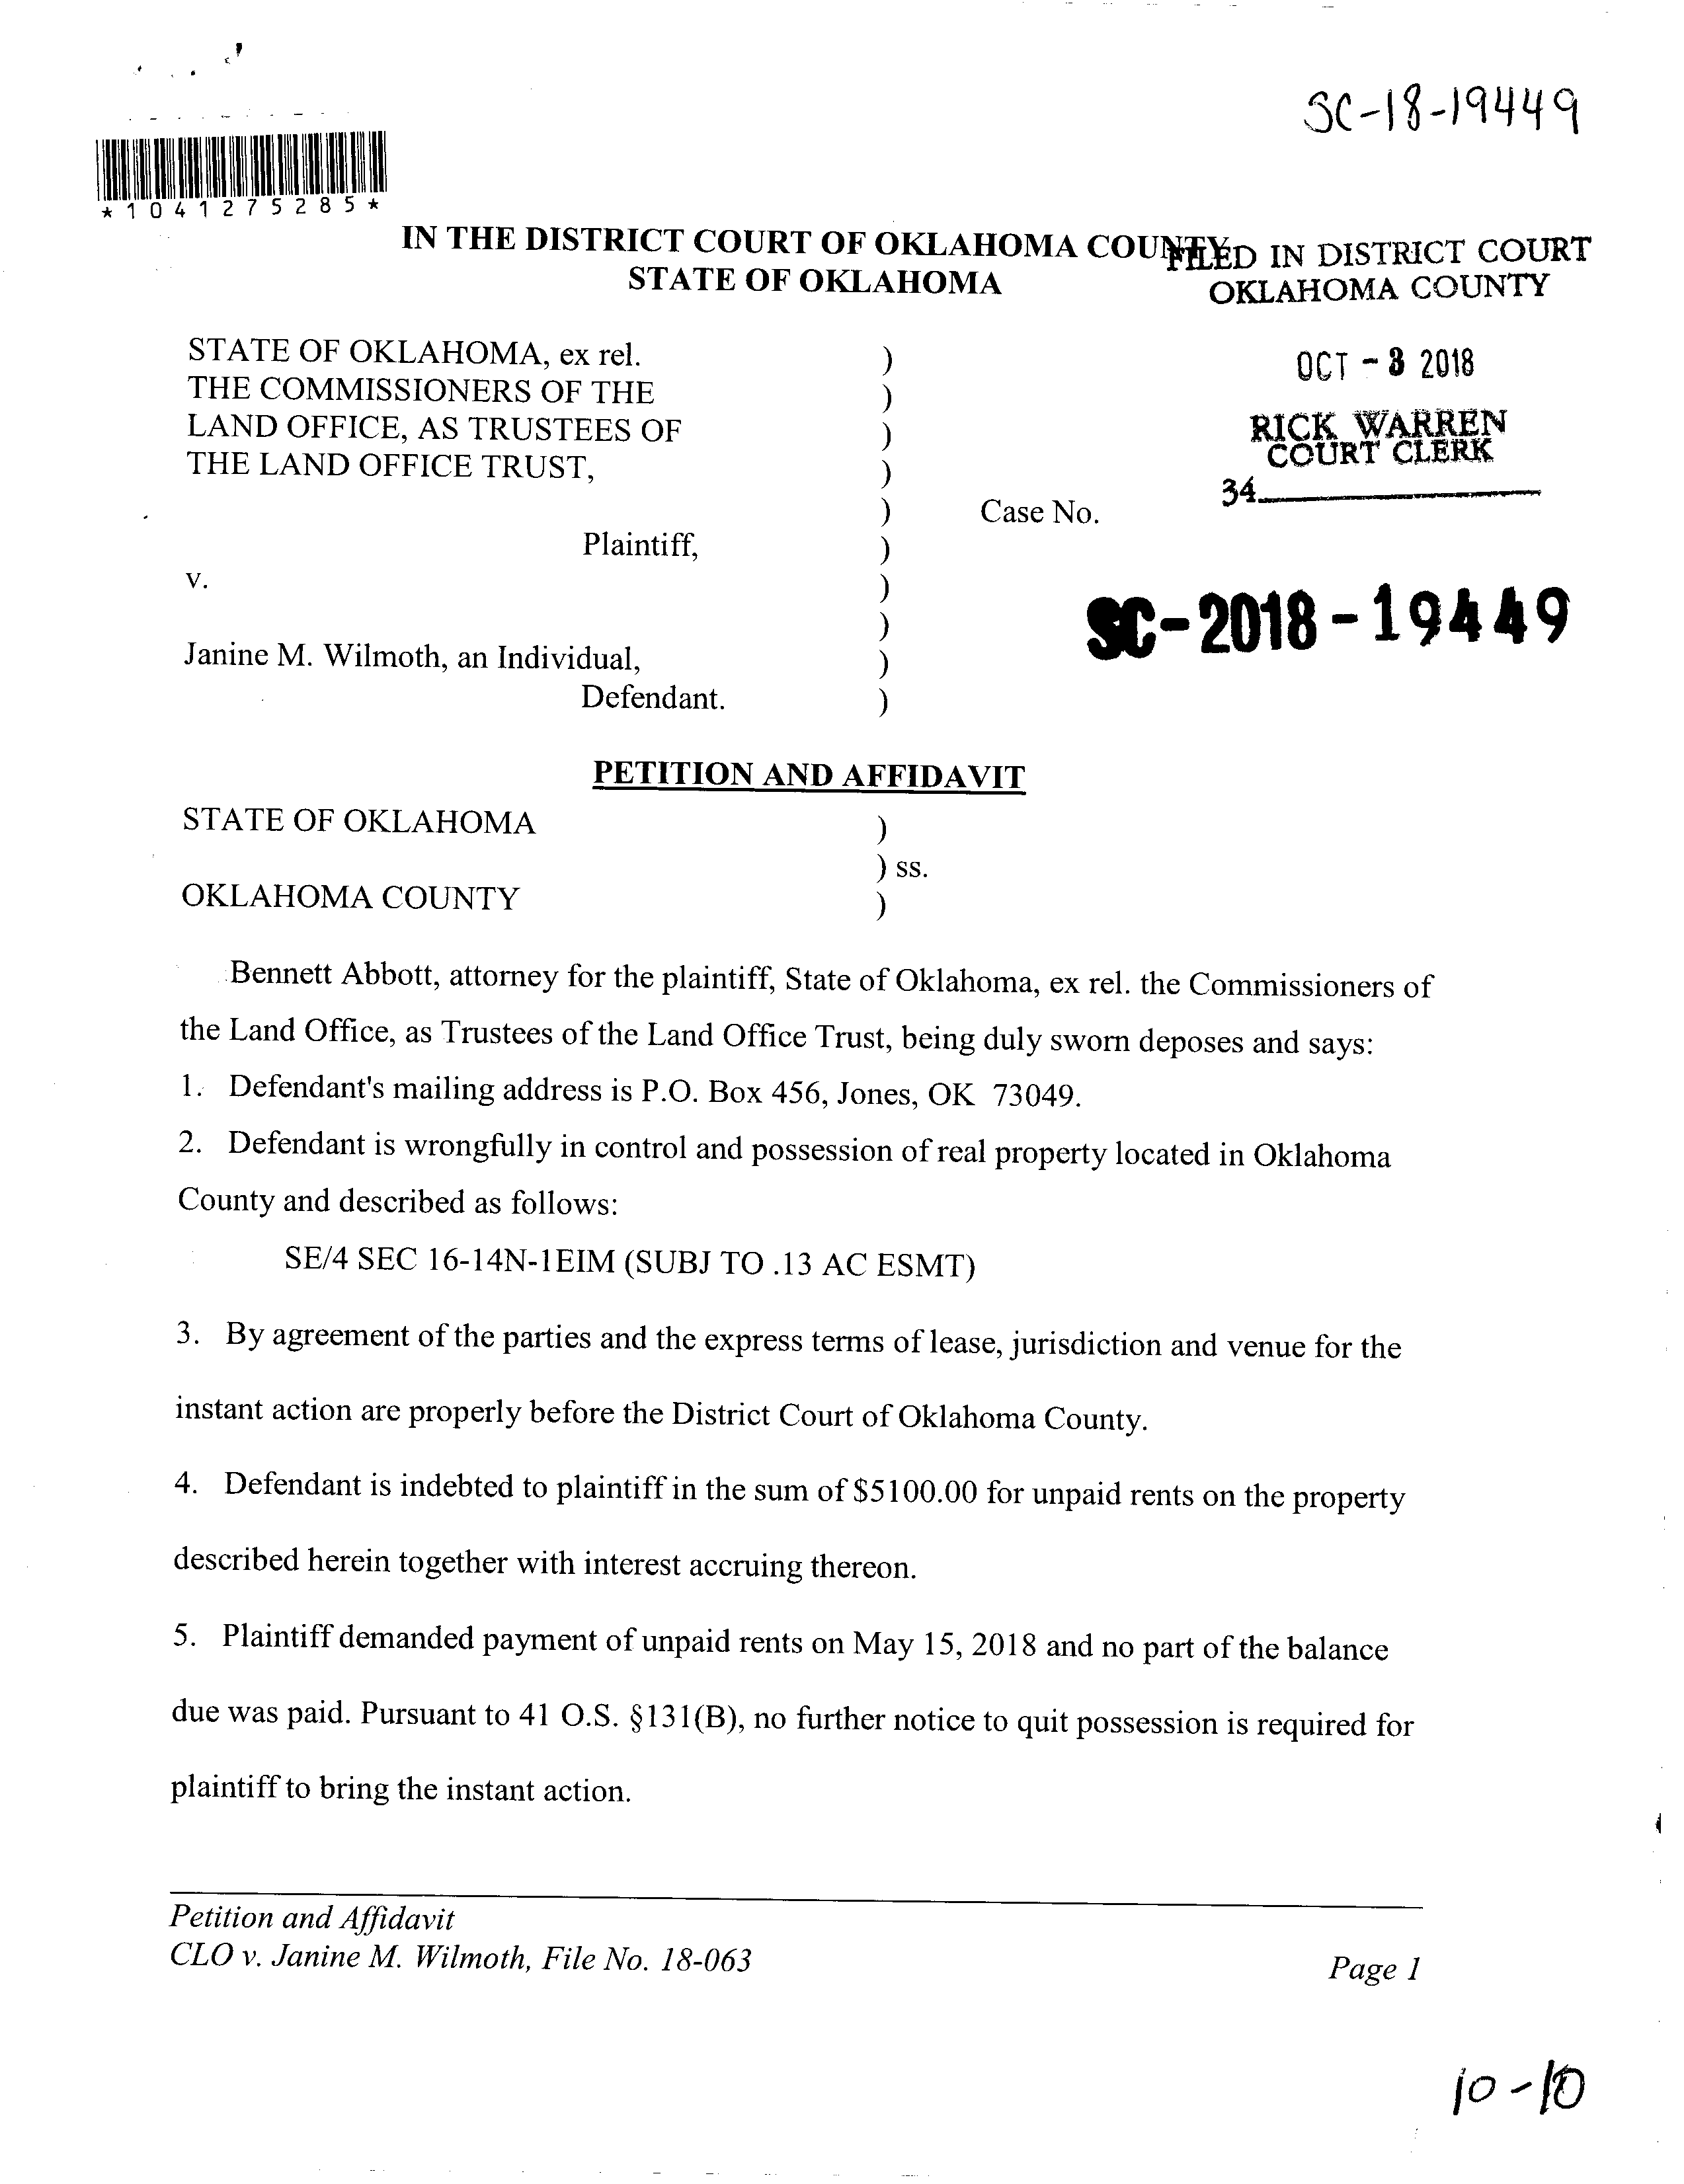 SC-18-19449
*1041275285*
IN THE DISTRICT COURT OF OKLAHOMA COUNTY
STATE OF OKLAHOMA
FILED IN DISTRICT COURT
OKLAHOMA COUNTY
OCT - 3 2018
RICK WARREN
COURT CLERK
34
STATE OF OKLAHOMA, ex rel. )
THE COMMISSIONERS OF THE )
LAND OFFICE, AS TRUSTEES OF )
THE LAND OFFICE TRUST, )
) Case No.
Plaintiff, )
v. )
)
SC-2018-19449
Janine M. Wilmoth, an Individual, )
Defendant. )
PETITION AND AFFIDAVIT
STATE OF OKLAHOMA )
) ss.
OKLAHOMA COUNTY )
Bennett Abbott, attorney for the plaintiff, State of Oklahoma, ex rel. the Commissioners of
the Land Office, as Trustees of the Land Office Trust, being duly sworn deposes and says:
1. Defendant's mailing address is P.O. Box 456, Jones, OK 73049.
2. Defendant is wrongfully in control and possession of real property located in Oklahoma
County and described as follows:
SE/4 SEC 16-14N-1EIM (SUBJ TO .13 AC ESMT)
3. By agreement of the parties and the express terms of lease, jurisdiction and venue for the
instant action are properly before the District Court of Oklahoma County.
4. Defendant is indebted to plaintiff in the sum of $5100.00 for unpaid rents on the property
described herein together with interest accruing thereon.
5. Plaintiff demanded payment of unpaid rents on May 15, 2018 and no part of the balance
due was paid. Pursuant to 41 O.S. §131(B), no further notice to quit possession is required for
plaintiff to bring the instant action.
Petition and Affidavit
CLO v. Janine M. Wilmoth, File No. 18-063
Page 1
10-10